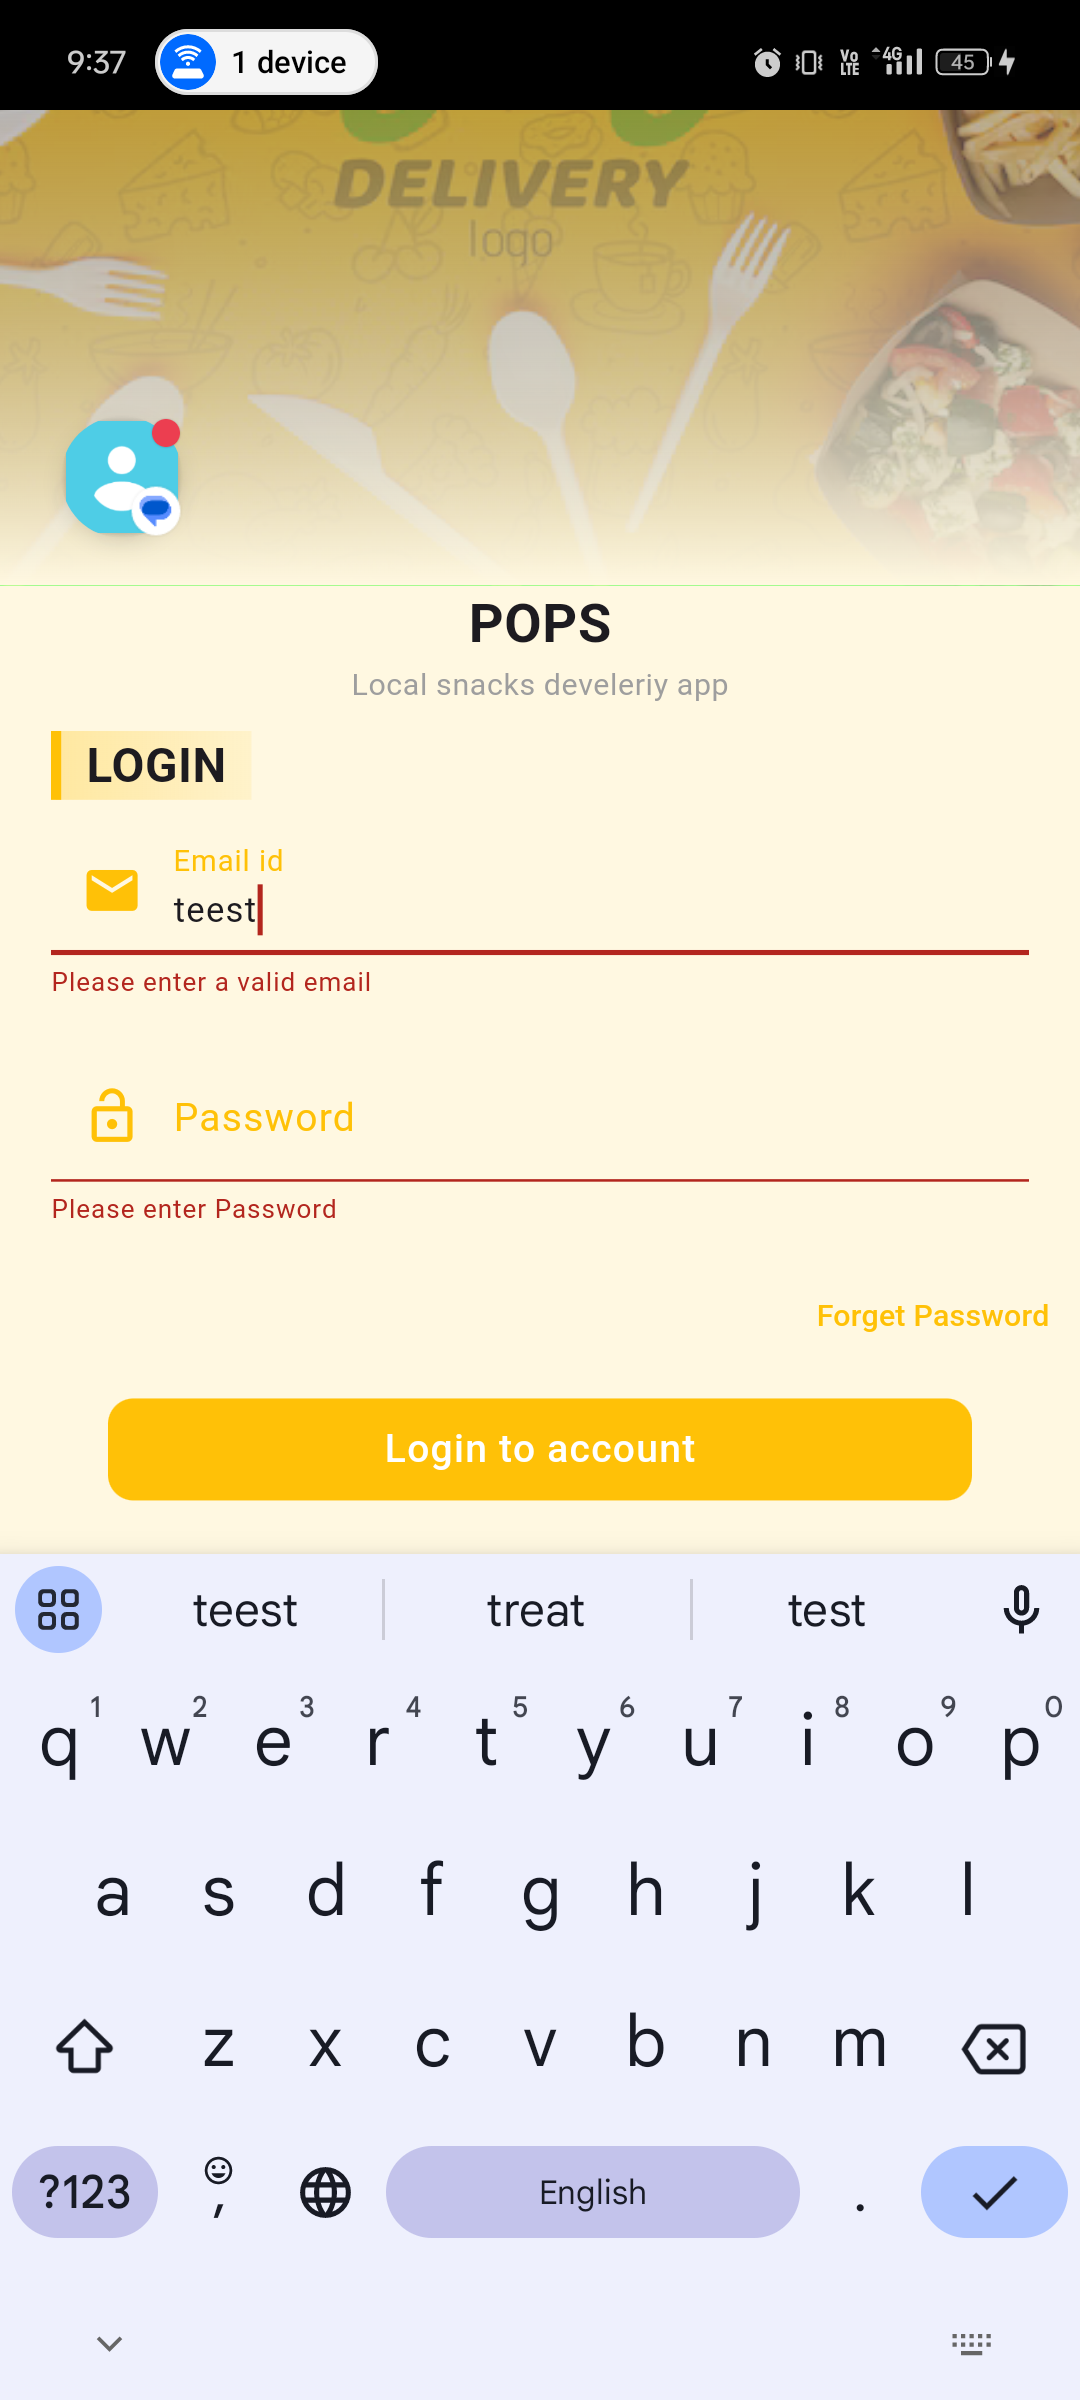 9:37
1 device
Vo
LTE
4G
45
DELIVERY
logo
POPS
Local snacks develeriy app
LOGIN
Email id
teest
Please enter a valid email
Password
Please enter Password
Forget Password
Login to account
teest treat test
1 2 3 4 5 6 7 8 9 0
q w e r t y u i o p
a s d f g h j k l
z x c v b n m
?123 , English .